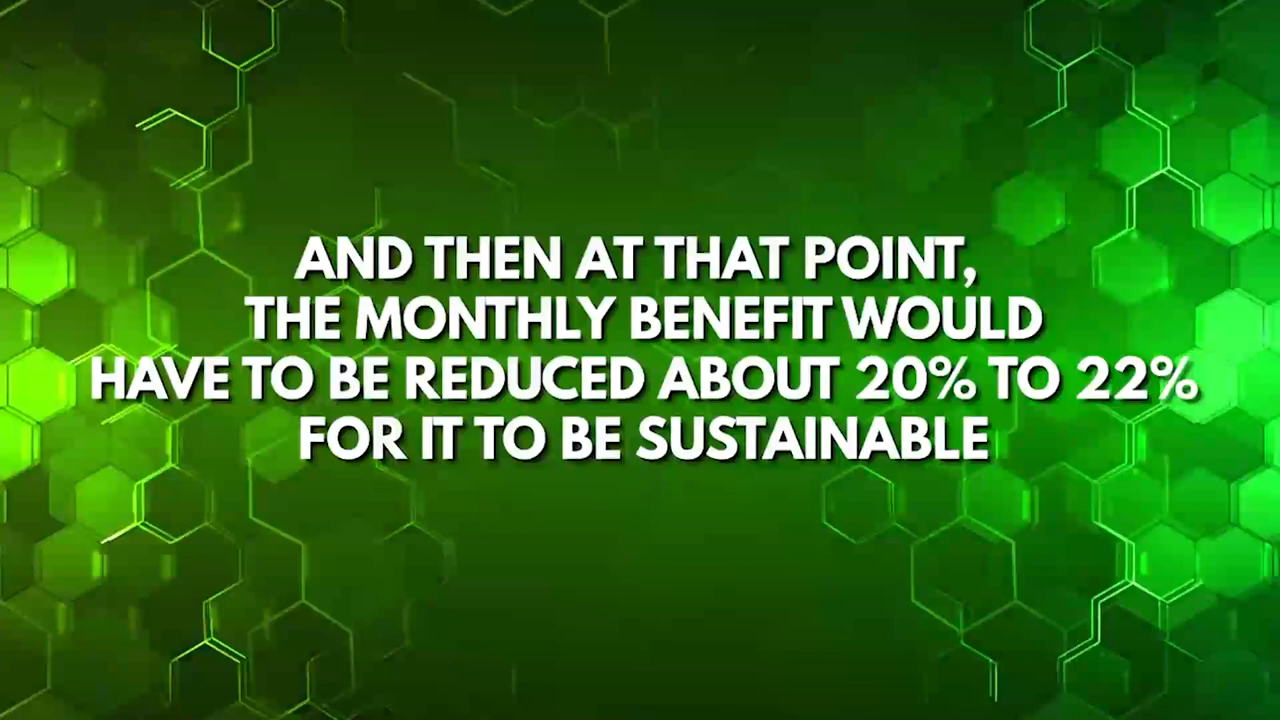 AND THEN AT THAT POINT,
THE MONTHLY BENEFIT WOULD
HAVE TO BE REDUCED ABOUT 20% TO 22%
FOR IT TO BE SUSTAINABLE